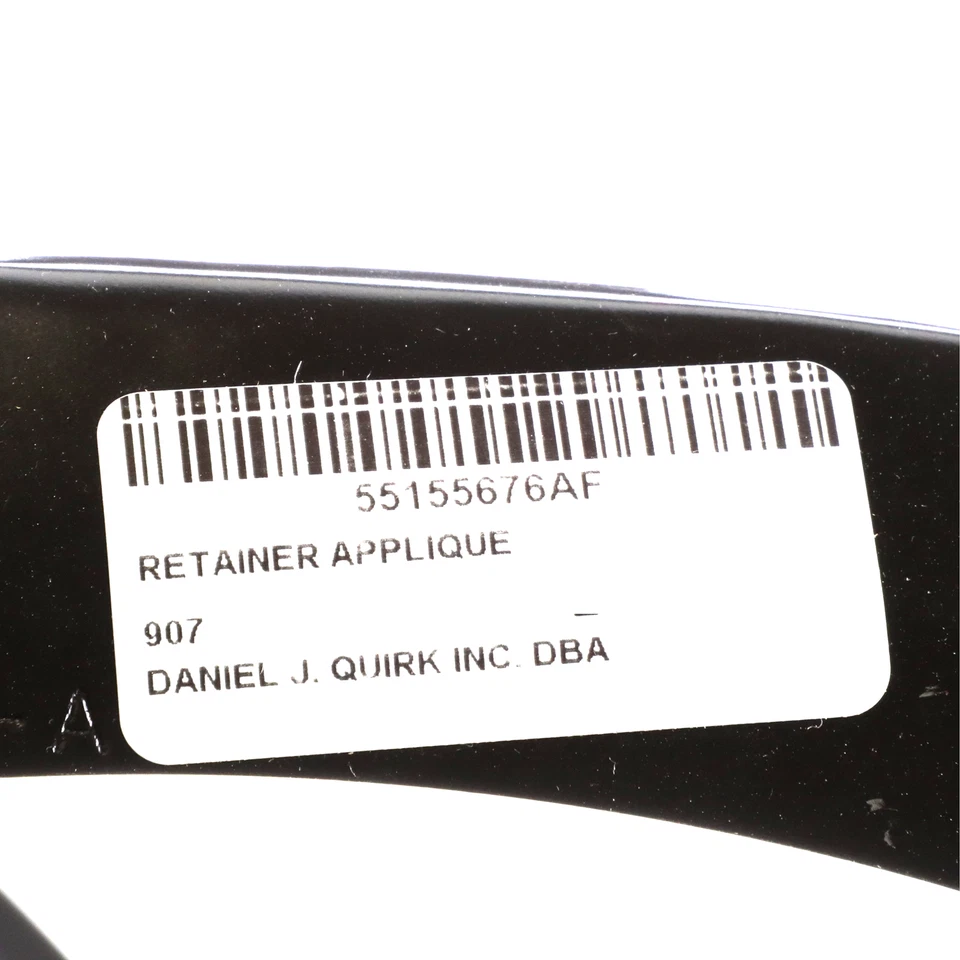 55155676AF
RETAINER APPLIQUE
907 –
DANIEL J. QUIRK INC. DBA
A